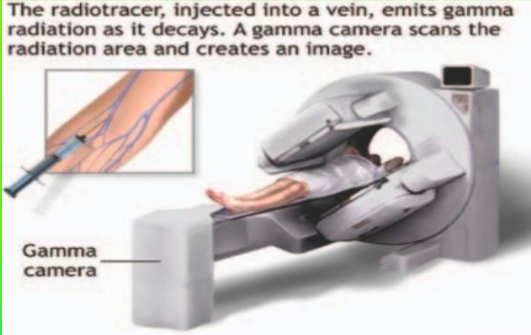 The radiotracer, injected into a vein, emits gamma
radiation as it decays. A gamma camera scans the
radiation area and creates an image.
Gamma
camera